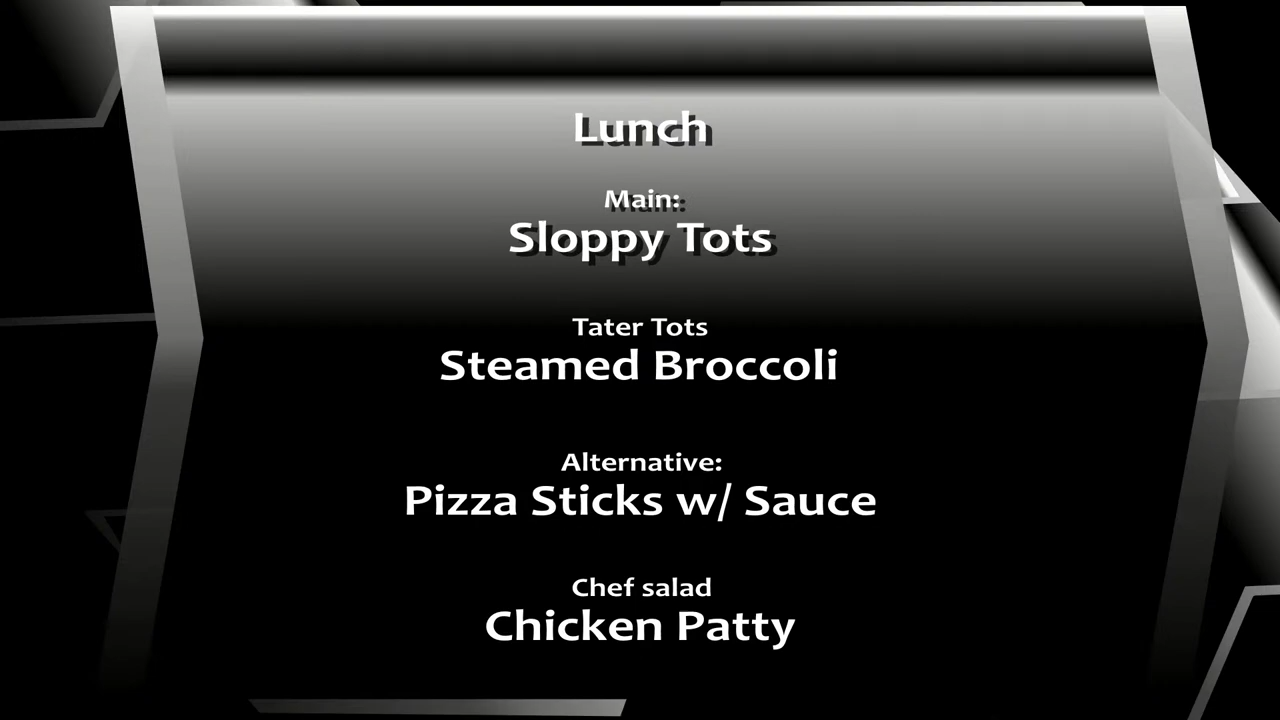 Lunch
Main:
Sloppy Tots
Tater Tots
Steamed Broccoli
Alternative:
Pizza Sticks w/ Sauce
Chef salad
Chicken Patty